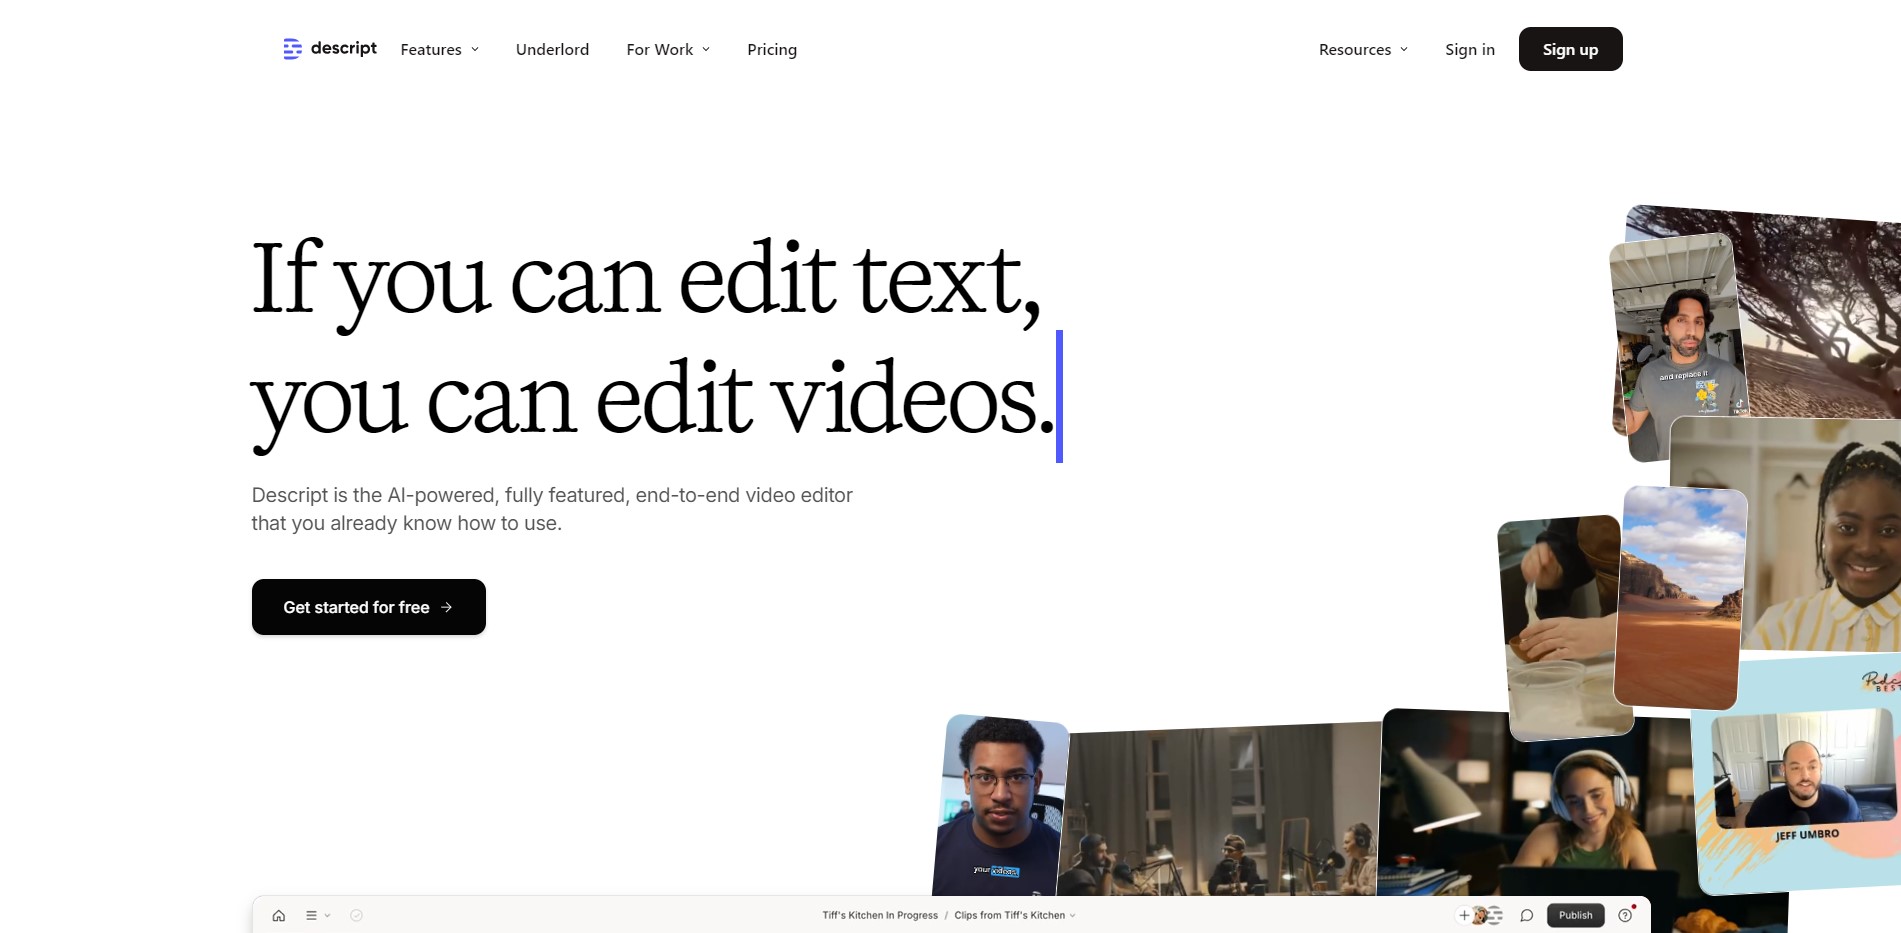 descript
Features
Underlord
For Work
Pricing
Resources
Sign in
Sign up
If you can edit text,
you can edit videos.
Descript is the AI-powered, fully featured, end-to-end video editor
that you already know how to use.
Get started for free
and replace it
TikTok
BEST
JEFF UMBRO
your videos.
Tiff's Kitchen In Progress / Clips from Tiff's Kitchen
Publish